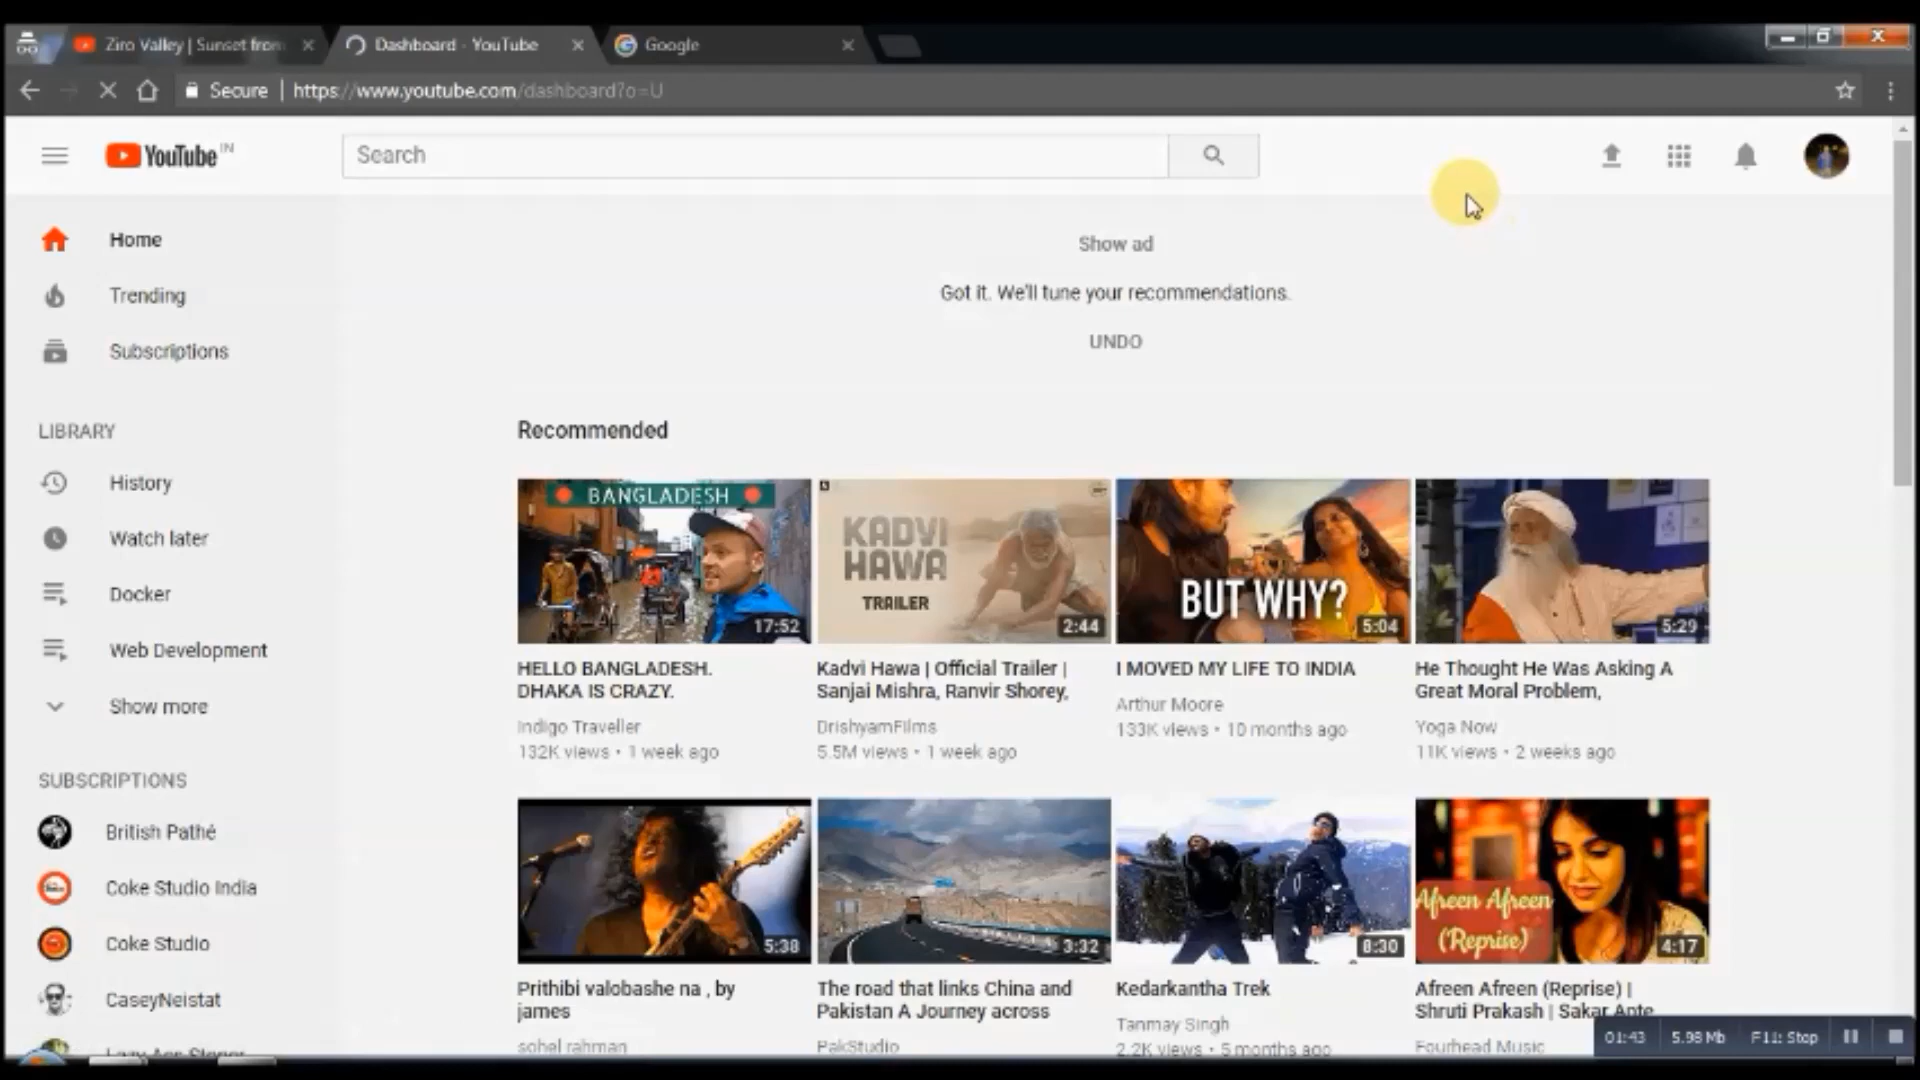 Ziro Valley | Sunset from
Dashboard - YouTube
Google
Secure | https://www.youtube.com/dashboard?o=U
YouTube IN
Search
Home
Trending
Subscriptions
LIBRARY
History
Watch later
Docker
Web Development
Show more
SUBSCRIPTIONS
British Pathé
Coke Studio India
Coke Studio
CaseyNeistat
Show ad
Got it. We'll tune your recommendations.
UNDO
Recommended
BANGLADESH
17:52
KADVI
HAWA
TRAILER
2:44
BUT WHY?
5:04
5:29
HELLO BANGLADESH.
DHAKA IS CRAZY.
Indigo Traveller
132K views • 1 week ago
Kadvi Hawa | Official Trailer |
Sanjai Mishra, Ranvir Shorey,
DrishyamFilms
5.5M views • 1 week ago
I MOVED MY LIFE TO INDIA
Arthur Moore
133K views • 10 months ago
He Thought He Was Asking A
Great Moral Problem,
Yoga Now
11K views • 2 weeks ago
5:38
3:32
8:30
Afreen Afreen
(Reprise)
4:17
Prithibi valobashe na , by
james
sohel rahman
The road that links China and
Pakistan A Journey across
PakStudio
Kedarkantha Trek
Tanmay Singh
2.2K views • 5 months ago
Afreen Afreen (Reprise) |
Shruti Prakash | Sakar Apte
Fourhead Music
01:43 5.98 Mb F11: Stop